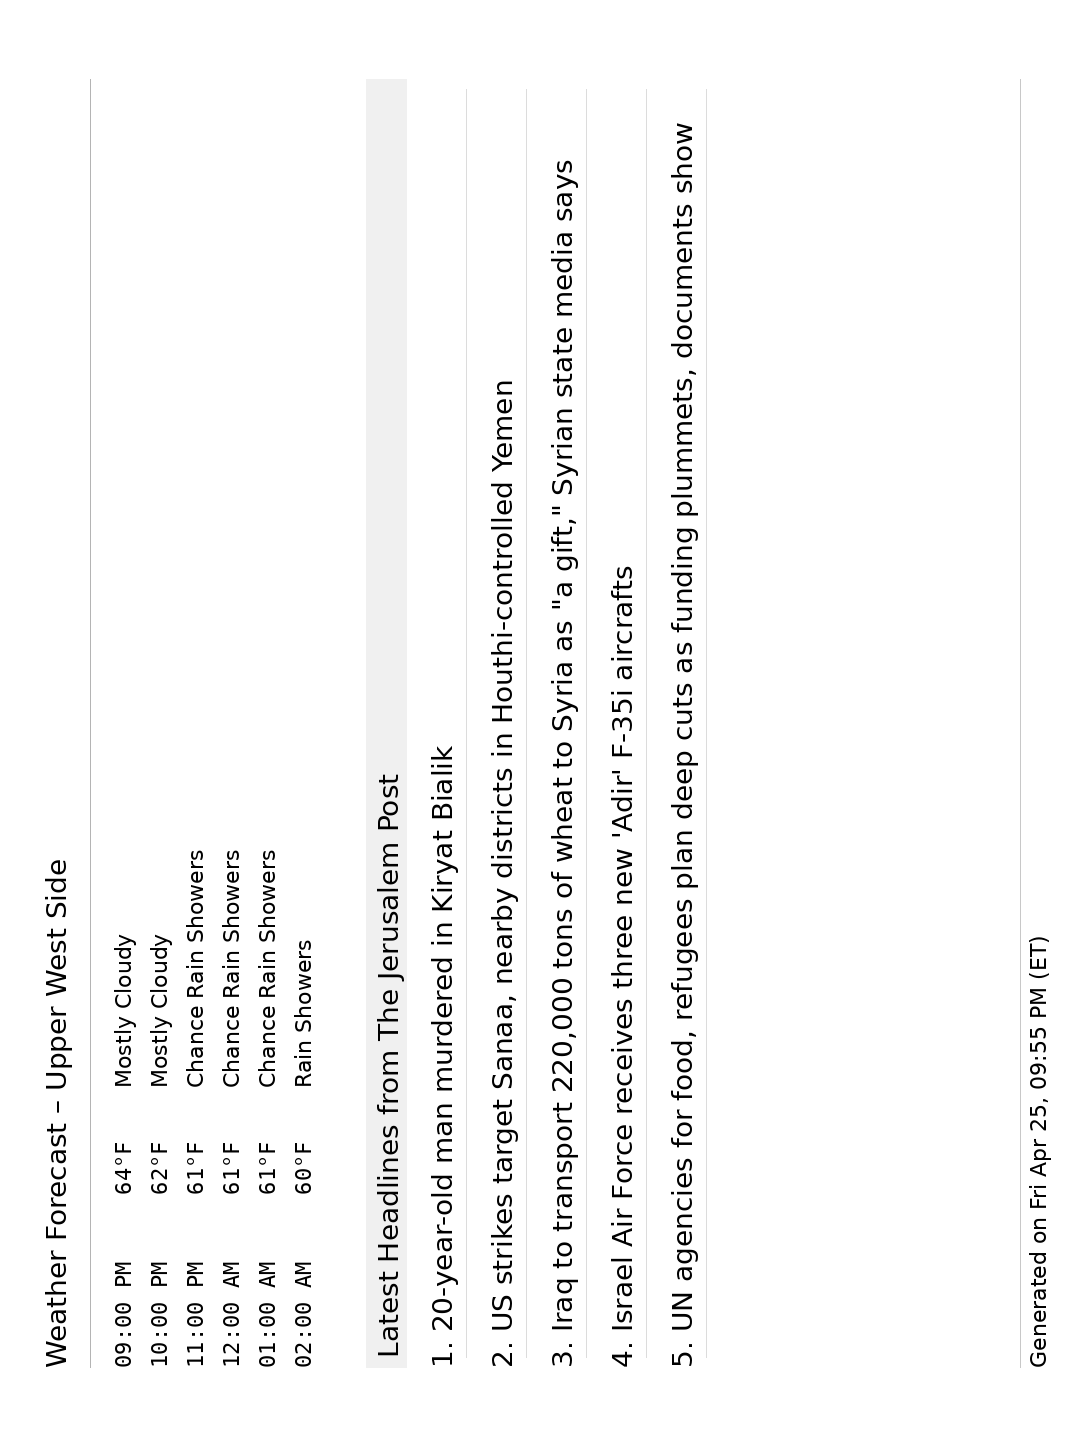 Weather Forecast – Upper West Side
09:00 PM 64°F Mostly Cloudy
10:00 PM 62°F Mostly Cloudy
11:00 PM 61°F Chance Rain Showers
12:00 AM 61°F Chance Rain Showers
01:00 AM 61°F Chance Rain Showers
02:00 AM 60°F Rain Showers
Latest Headlines from The Jerusalem Post
1. 20-year-old man murdered in Kiryat Bialik
2. US strikes target Sanaa, nearby districts in Houthi-controlled Yemen
3. Iraq to transport 220,000 tons of wheat to Syria as "a gift," Syrian state media says
4. Israel Air Force receives three new 'Adir' F-35i aircrafts
5. UN agencies for food, refugees plan deep cuts as funding plummets, documents show
Generated on Fri Apr 25, 09:55 PM (ET)